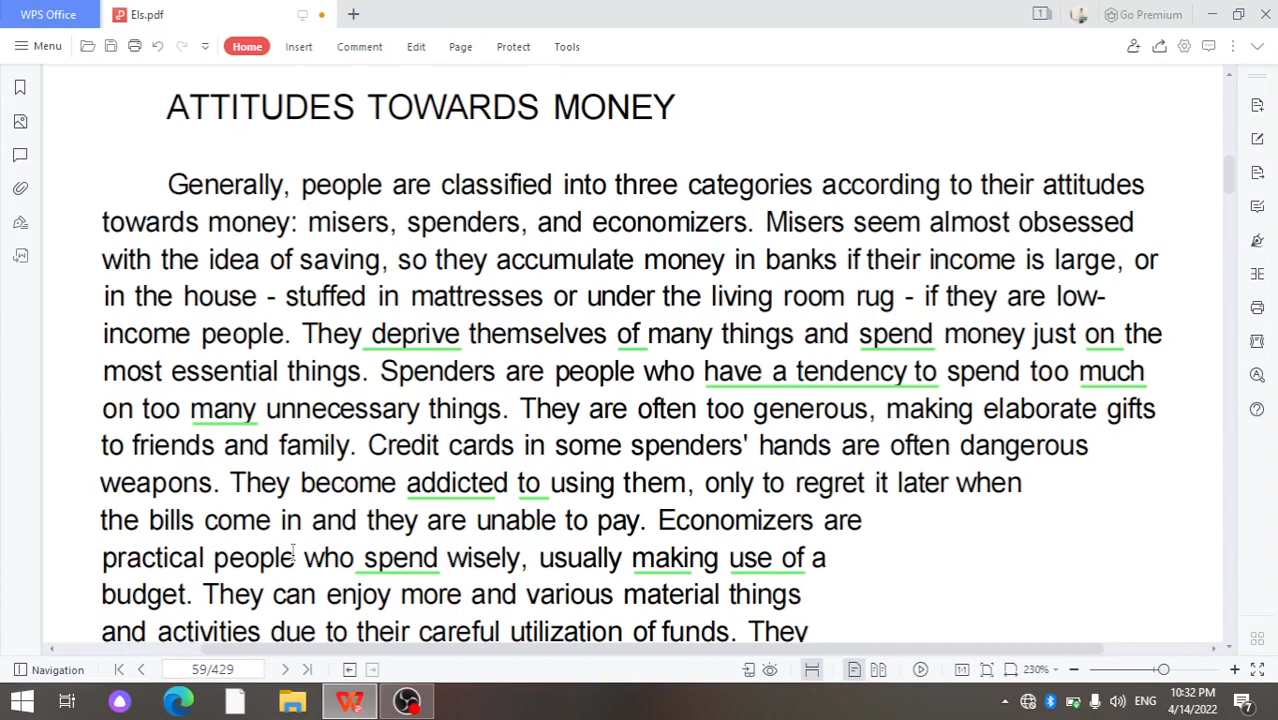 WPS Office
Els.pdf
Go Premium
Menu
Home
Insert
Comment
Edit
Page
Protect
Tools
ATTITUDES TOWARDS MONEY
Generally, people are classified into three categories according to their attitudes
towards money: misers, spenders, and economizers. Misers seem almost obsessed
with the idea of saving, so they accumulate money in banks if their income is large, or
in the house - stuffed in mattresses or under the living room rug - if they are low-
income people. They deprive themselves of many things and spend money just on the
most essential things. Spenders are people who have a tendency to spend too much
on too many unnecessary things. They are often too generous, making elaborate gifts
to friends and family. Credit cards in some spenders' hands are often dangerous
weapons. They become addicted to using them, only to regret it later when
the bills come in and they are unable to pay. Economizers are
practical people who spend wisely, usually making use of a
budget. They can enjoy more and various material things
and activities due to their careful utilization of funds. They
Navigation
59/429
230%
ENG
10:32 PM
4/14/2022
7